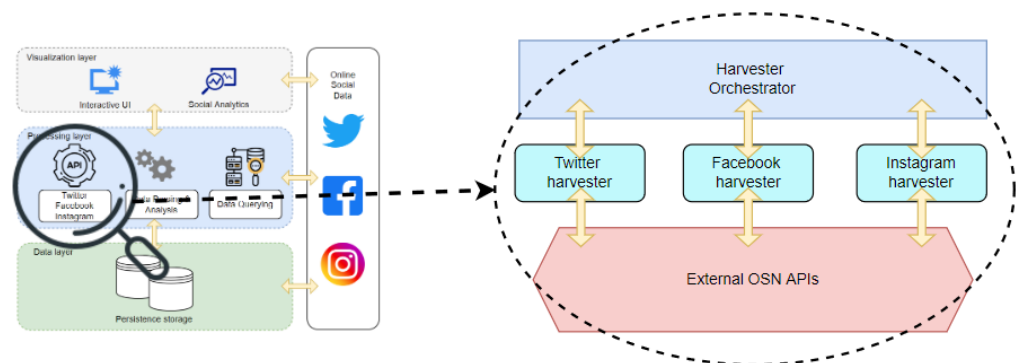 Visualization layer
Interactive UI
Social Analytics
Online
Social
Data
Processing layer
API
Twitter
Facebook
Instagram
Analysis
Data Querying
Data layer
Persistence storage
Harvester
Orchestrator
Twitter
harvester
Facebook
harvester
Instagram
harvester
External OSN APIs